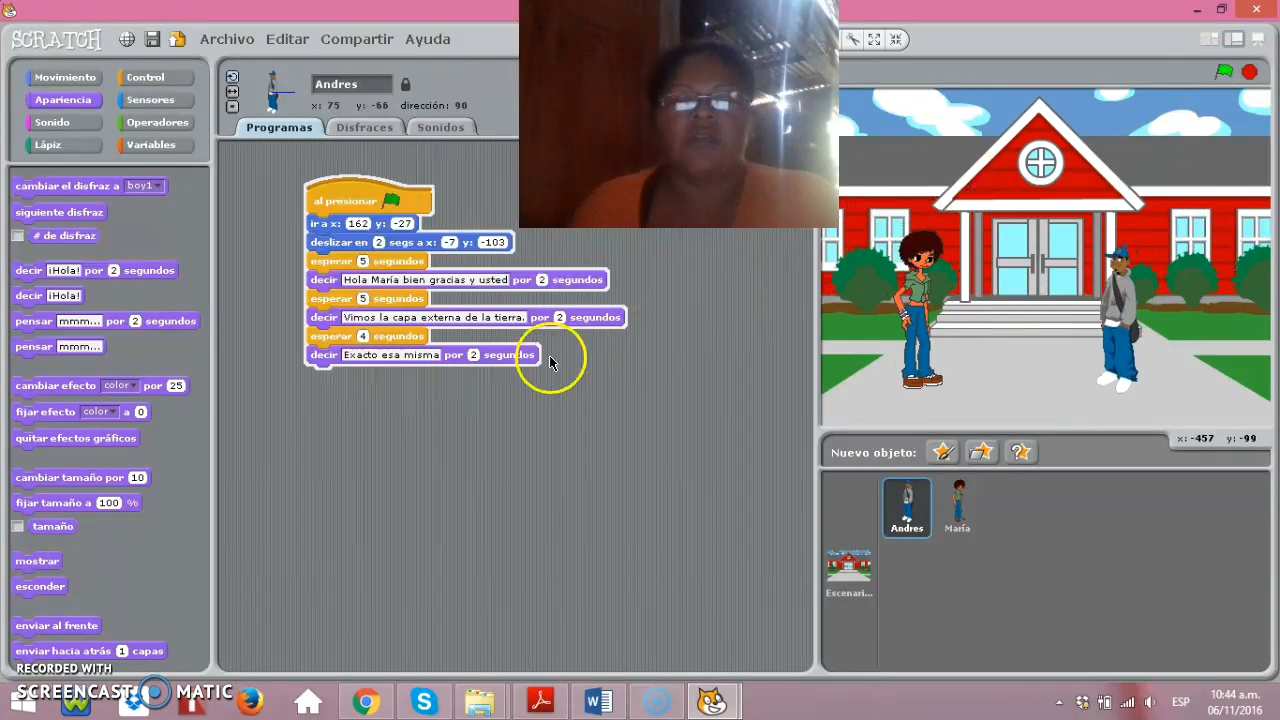 SCRATCH Archivo Editar Compartir Ayuda
Movimiento Control
Apariencia Sensores
Sonido Operadores
Lápiz Variables
cambiar el disfraz a boy1
siguiente disfraz
# de disfraz
decir ¡Hola! por 2 segundos
decir ¡Hola!
pensar mmm... por 2 segundos
pensar mmm...
cambiar efecto color por 25
fijar efecto color a 0
quitar efectos gráficos
cambiar tamaño por 10
fijar tamaño a 100 %
tamaño
mostrar
esconder
enviar al frente
enviar hacia atrás 1 capas
Andres
x: 75 y: -66 dirección: 90
Programas Disfraces Sonidos
al presionar
ir a x: 162 y: -27
deslizar en 2 segs a x: -7 y: -103
esperar 5 segundos
decir Hola María bien gracias y usted por 2 segundos
esperar 5 segundos
decir Vimos la capa externa de la tierra. por 2 segundos
esperar 4 segundos
decir Exacto esa misma por 2 segundos
x: -457 y: -99
Nuevo objeto:
Andres María
Escenari...
RECORDED WITH
SCREENCAST MATIC
ESP
10:44 a.m.
06/11/2016